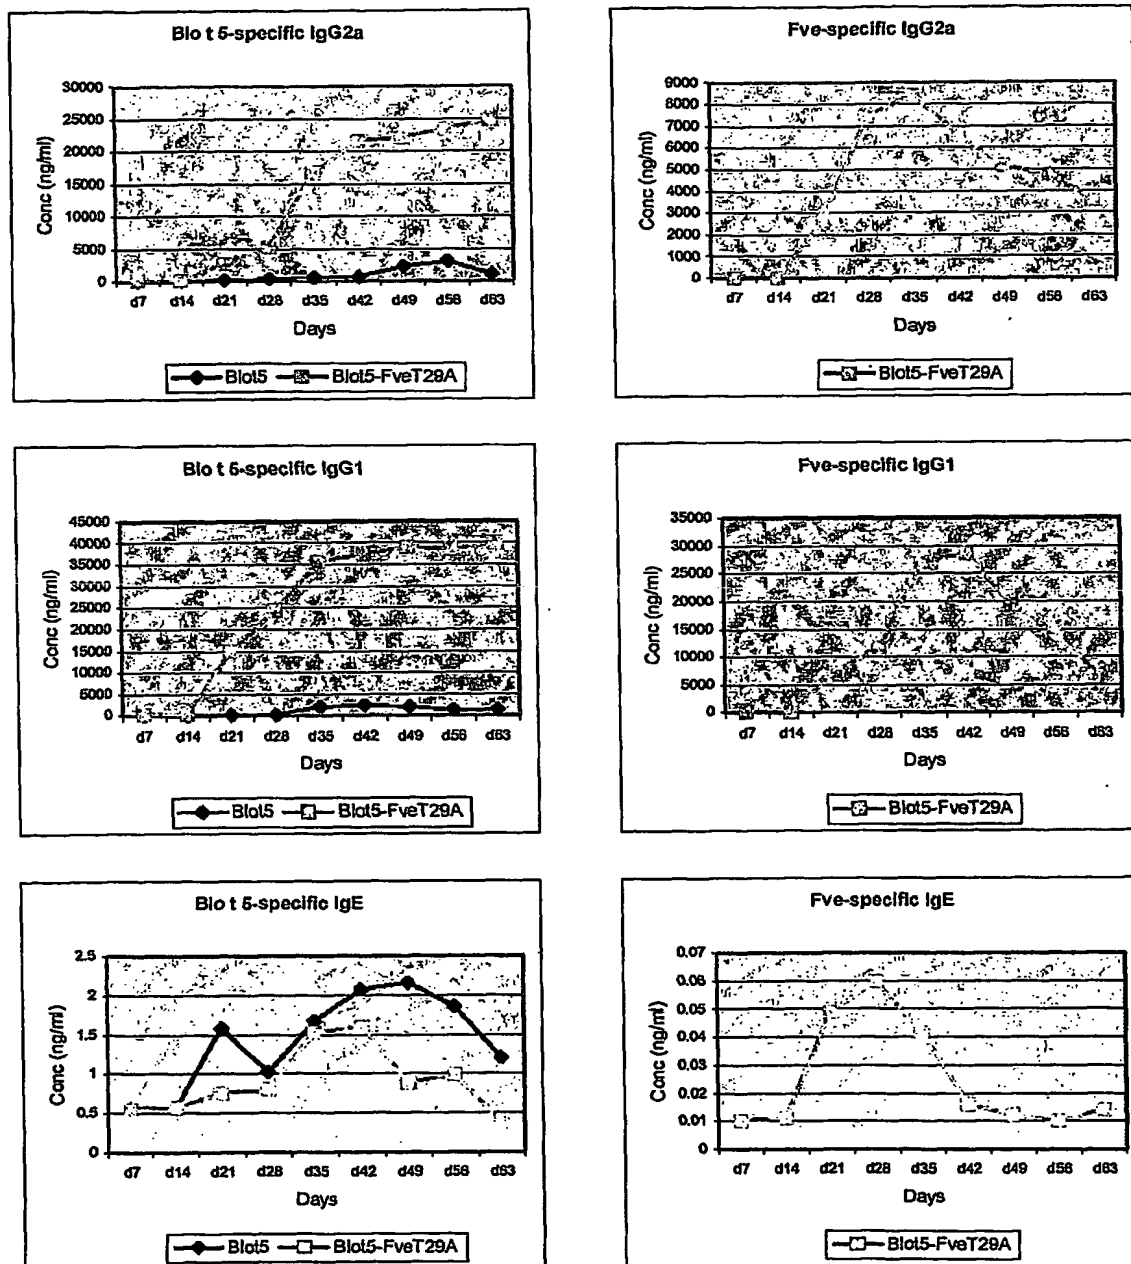 Blo t 5-specific IgG2a
Conc (ng/ml)
30000
25000
20000
15000
10000
5000
0
d7 d14 d21 d28 d35 d42 d49 d56 d63
Days
Blot5 Blot5-FveT29A
Fve-specific IgG2a
Conc (ng/ml)
9000
8000
7000
6000
5000
4000
3000
2000
1000
0
d7 d14 d21 d28 d35 d42 d49 d56 d63
Days
Blot5-FveT29A
Blo t 5-specific IgG1
Conc (ng/ml)
45000
40000
35000
30000
25000
20000
15000
10000
5000
0
d7 d14 d21 d28 d35 d42 d49 d56 d63
Days
Blot5 Blot5-FveT29A
Fve-specific IgG1
Conc (ng/ml)
35000
30000
25000
20000
15000
10000
5000
0
d7 d14 d21 d28 d35 d42 d49 d56 d63
Days
Blot5-FveT29A
Blo t 5-specific IgE
Conc (ng/ml)
2.5
2
1.5
1
0.5
0
d7 d14 d21 d28 d35 d42 d49 d56 d63
Days
Blot5 Blot5-FveT29A
Fve-specific IgE
Conc (ng/ml)
0.07
0.06
0.05
0.04
0.03
0.02
0.01
0
d7 d14 d21 d28 d35 d42 d49 d56 d63
Days
Blot5-FveT29A